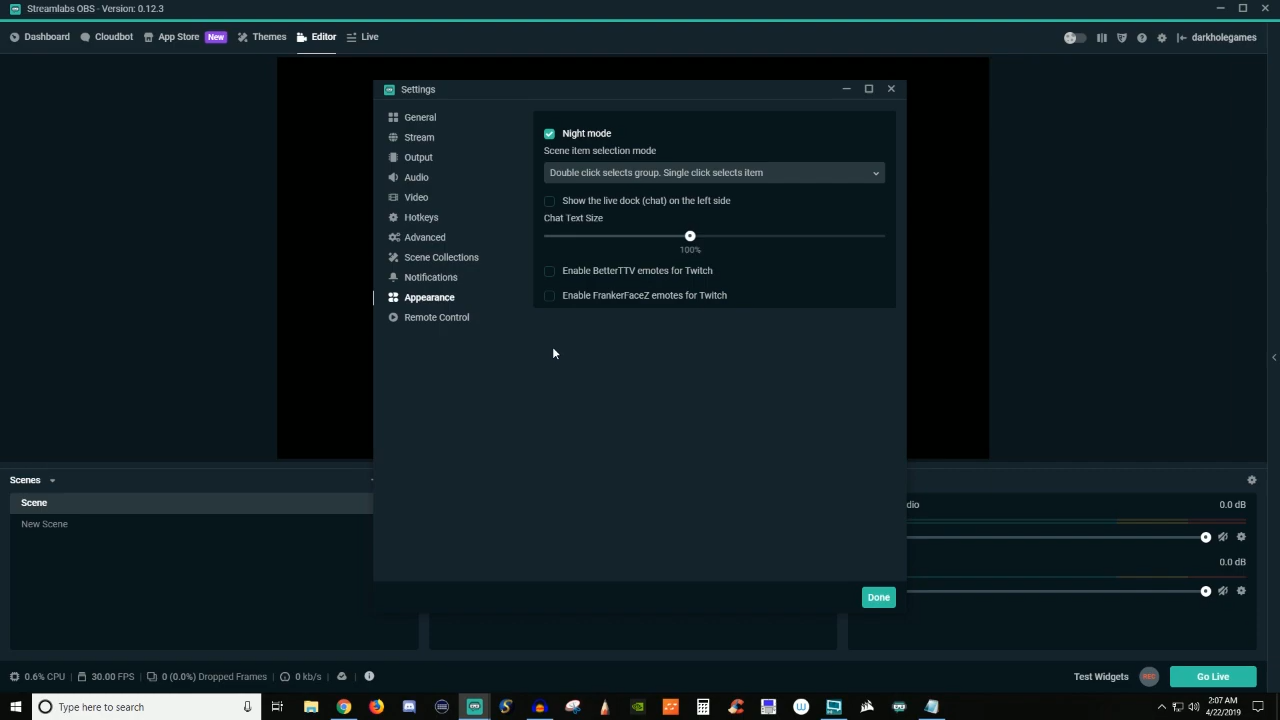 Streamlabs OBS - Version: 0.12.3
Dashboard Cloudbot App Store New Themes Editor Live darkholegames
Settings
General
Stream
Output
Audio
Video
Hotkeys
Advanced
Scene Collections
Notifications
Appearance
Remote Control
Night mode
Scene item selection mode
Double click selects group. Single click selects item
Show the live dock (chat) on the left side
Chat Text Size
100%
Enable BetterTTV emotes for Twitch
Enable FrankerFaceZ emotes for Twitch
Done
Scenes
Scene
New Scene
dio 0.0 dB
0.0 dB
0.6% CPU 30.00 FPS 0 (0.0%) Dropped Frames 0 kb/s Test Widgets REC Go Live
Type here to search
2:07 AM
4/22/2019